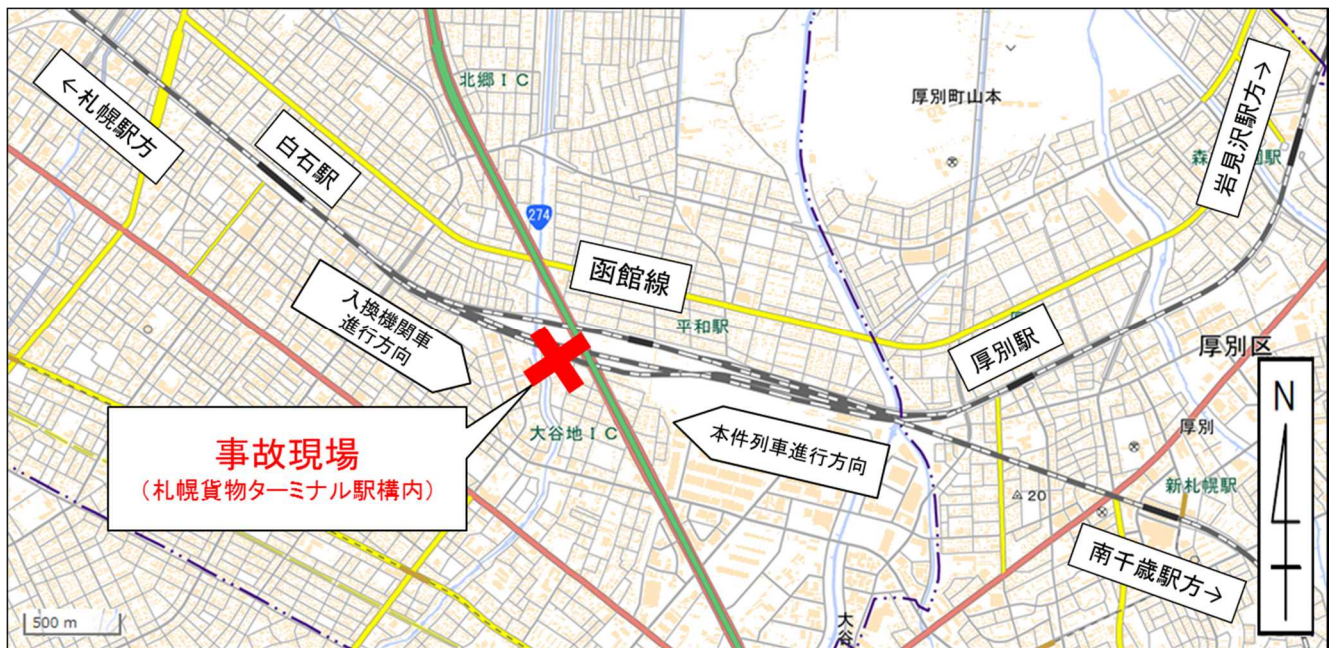 北郷IC
厚別町山本
←札幌駅方
白石駅
岩見沢駅方→
274
函館線
入換機関車
進行方向
平和駅
厚別駅
厚別区
N
事故現場
(札幌貨物ターミナル駅構内)
大谷地IC
本件列車進行方向
厚別
20
新札幌駅
南千歳駅方→
500 m
大谷